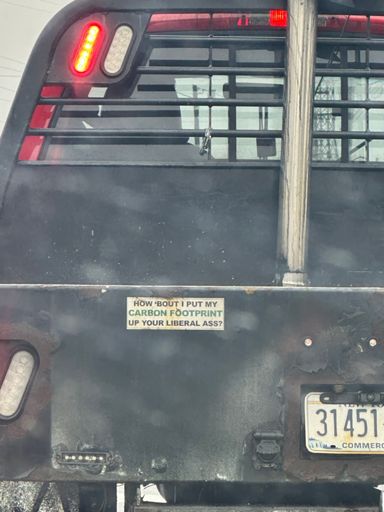 HOW 'BOUT I PUT MY
CARBON FOOTPRINT
UP YOUR LIBERAL ASS?
31451
COMMERC